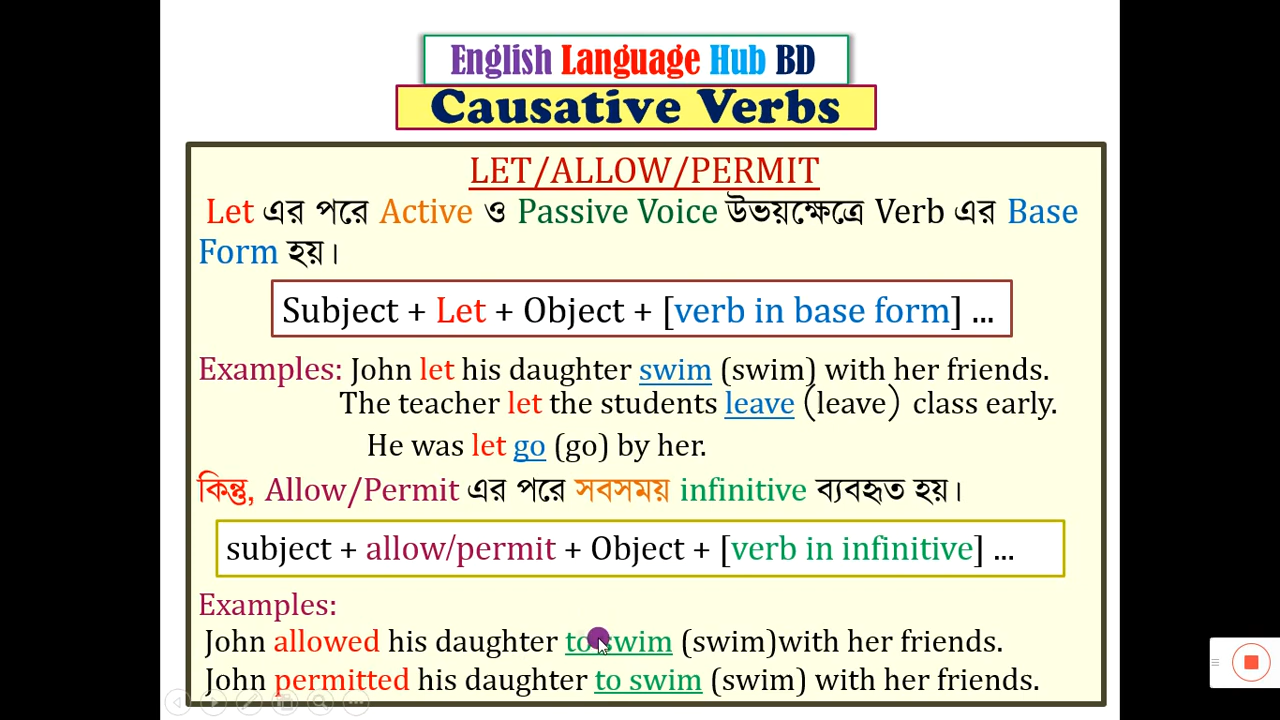 English Language Hub BD
Causative Verbs
LET/ALLOW/PERMIT
Let এর পরে Active ও Passive Voice উভয়ক্ষেত্রে Verb এর Base
Form হয়।
Subject + Let + Object + [verb in base form] ...
Examples: John let his daughter swim (swim) with her friends.
The teacher let the students leave (leave) class early.
He was let go (go) by her.
কিন্তু, Allow/Permit এর পরে সবসময় infinitive ব্যবহৃত হয়।
subject + allow/permit + Object + [verb in infinitive] ...
Examples:
John allowed his daughter to swim (swim)with her friends.
John permitted his daughter to swim (swim) with her friends.